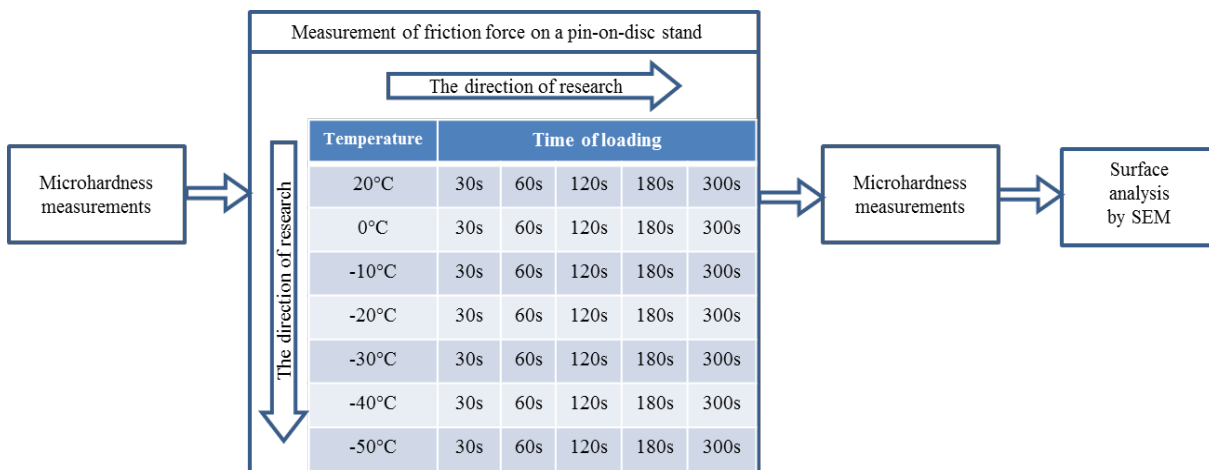 Measurement of friction force on a pin-on-disc stand
The direction of research
Microhardness
measurements
The direction of research
Temperature Time of loading
20°C 30s 60s 120s 180s 300s
0°C 30s 60s 120s 180s 300s
-10°C 30s 60s 120s 180s 300s
-20°C 30s 60s 120s 180s 300s
-30°C 30s 60s 120s 180s 300s
-40°C 30s 60s 120s 180s 300s
-50°C 30s 60s 120s 180s 300s
Microhardness
measurements
Surface
analysis
by SEM